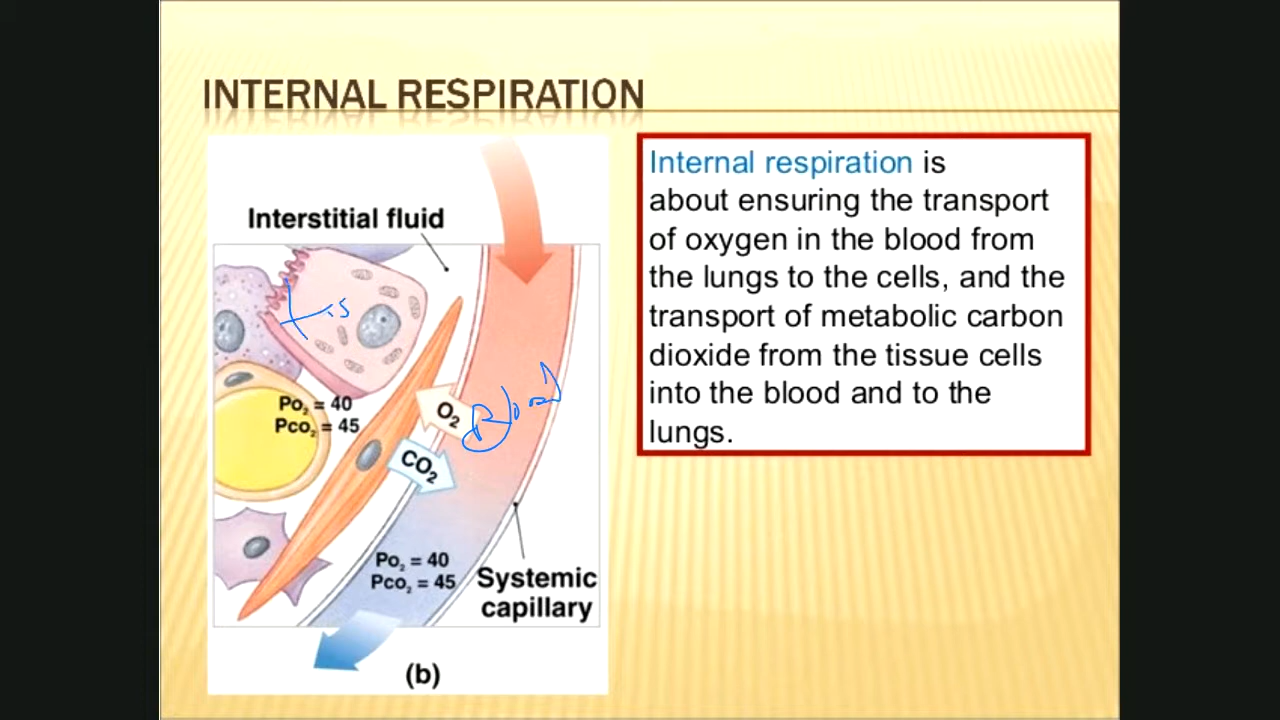 INTERNAL RESPIRATION
Interstitial fluid
tis
Blood
Po₂ = 40
Pco₂ = 45
O₂
CO₂
Po₂ = 40
Pco₂ = 45
Systemic
capillary
(b)
Internal respiration is
about ensuring the transport
of oxygen in the blood from
the lungs to the cells, and the
transport of metabolic carbon
dioxide from the tissue cells
into the blood and to the
lungs.